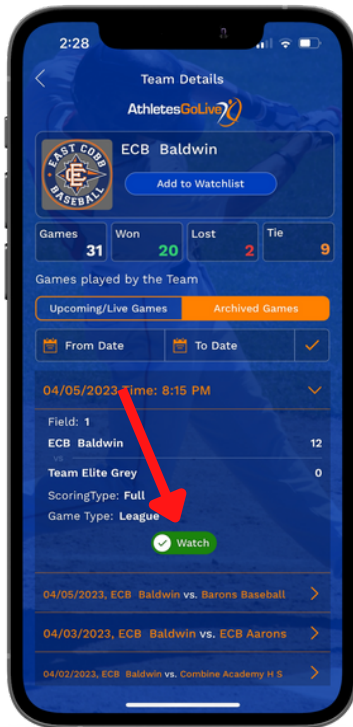 2:28
Team Details
AthletesGoLive
EAST COBB
E C
BASEBALL
ECB Baldwin
Add to Watchlist
Games Won Lost Tie
31 20 2 9
Games played by the Team
Upcoming/Live Games Archived Games
From Date To Date
04/05/2023 Time: 8:15 PM
Field: 1
ECB Baldwin 12
vs
Team Elite Grey 0
ScoringType: Full
Game Type: League
Watch
04/05/2023, ECB Baldwin vs. Barons Baseball
04/03/2023, ECB Baldwin vs. ECB Aarons
04/02/2023, ECB Baldwin vs. Combine Academy H S